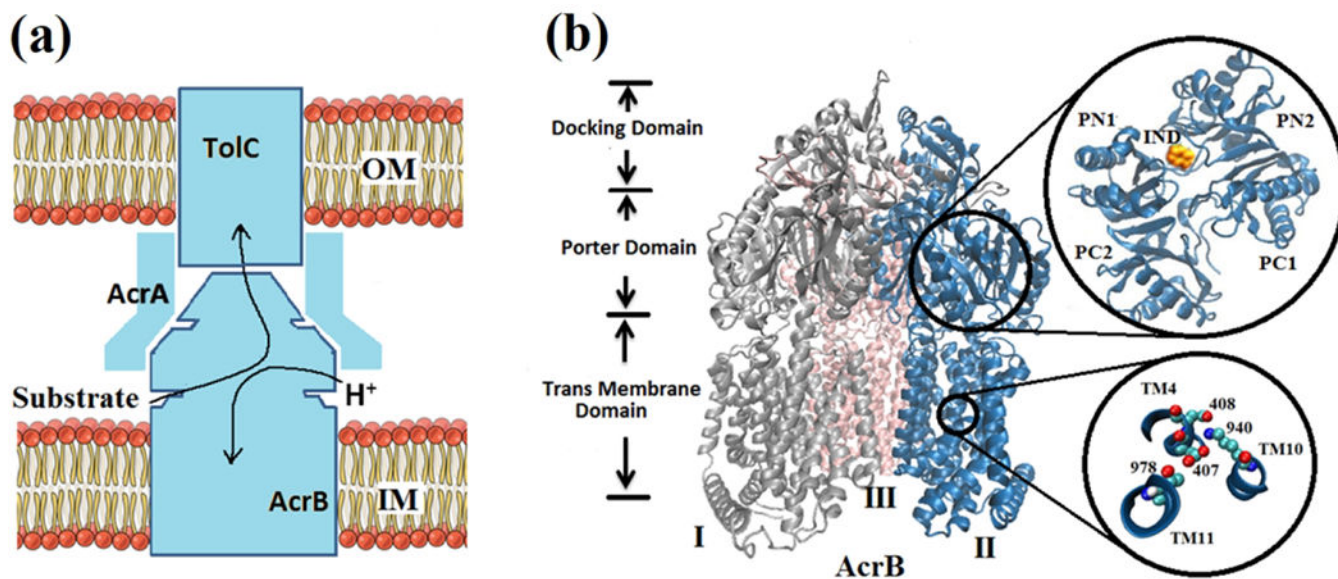 (a)
TolC
OM
AcrA
Substrate
H⁺
AcrB
IM
(b)
Docking Domain
Porter Domain
Trans Membrane
Domain
I
III
II
AcrB
PN1
IND
PN2
PC2
PC1
TM4
408
940
TM10
978
407
TM11